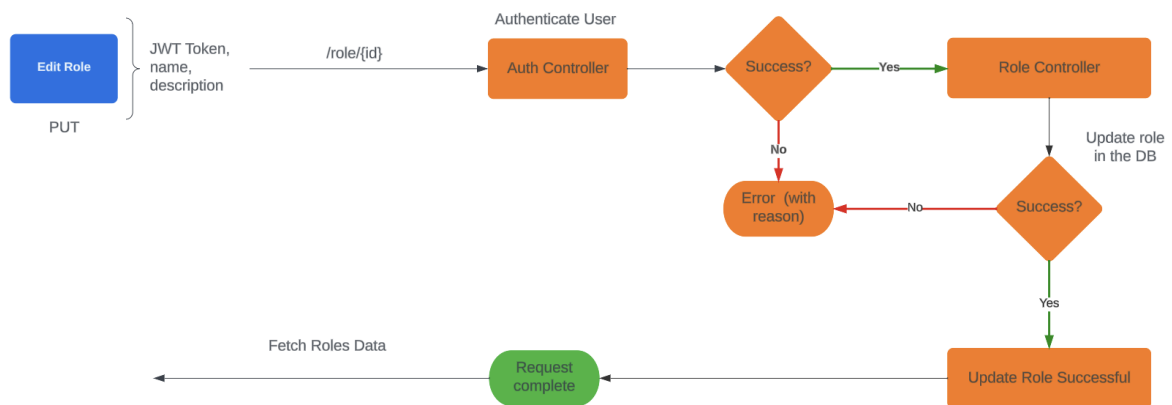 Authenticate User
Edit Role
JWT Token,
name,
description
/role/{id}
Auth Controller
Success?
Yes
Role Controller
PUT
No
Update role
in the DB
Error (with
reason)
No
Success?
Yes
Fetch Roles Data
Request
complete
Update Role Successful